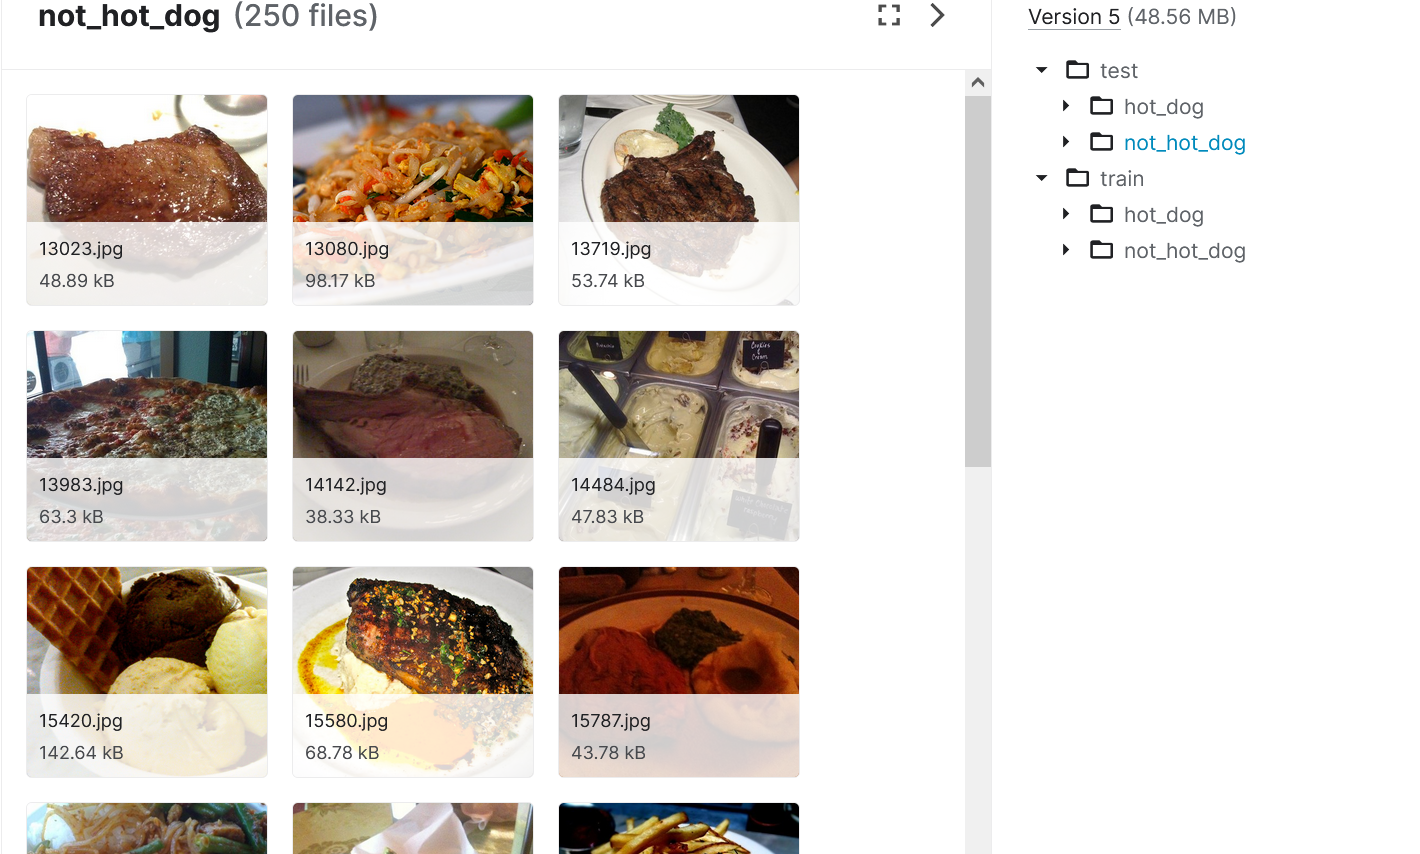 not_hot_dog (250 files)
Version 5 (48.56 MB)
test
hot_dog
not_hot_dog
train
hot_dog
not_hot_dog
13023.jpg
48.89 kB
13080.jpg
98.17 kB
13719.jpg
53.74 kB
13983.jpg
63.3 kB
14142.jpg
38.33 kB
Cookies
&
Cream
14484.jpg
47.83 kB
15420.jpg
142.64 kB
15580.jpg
68.78 kB
15787.jpg
43.78 kB